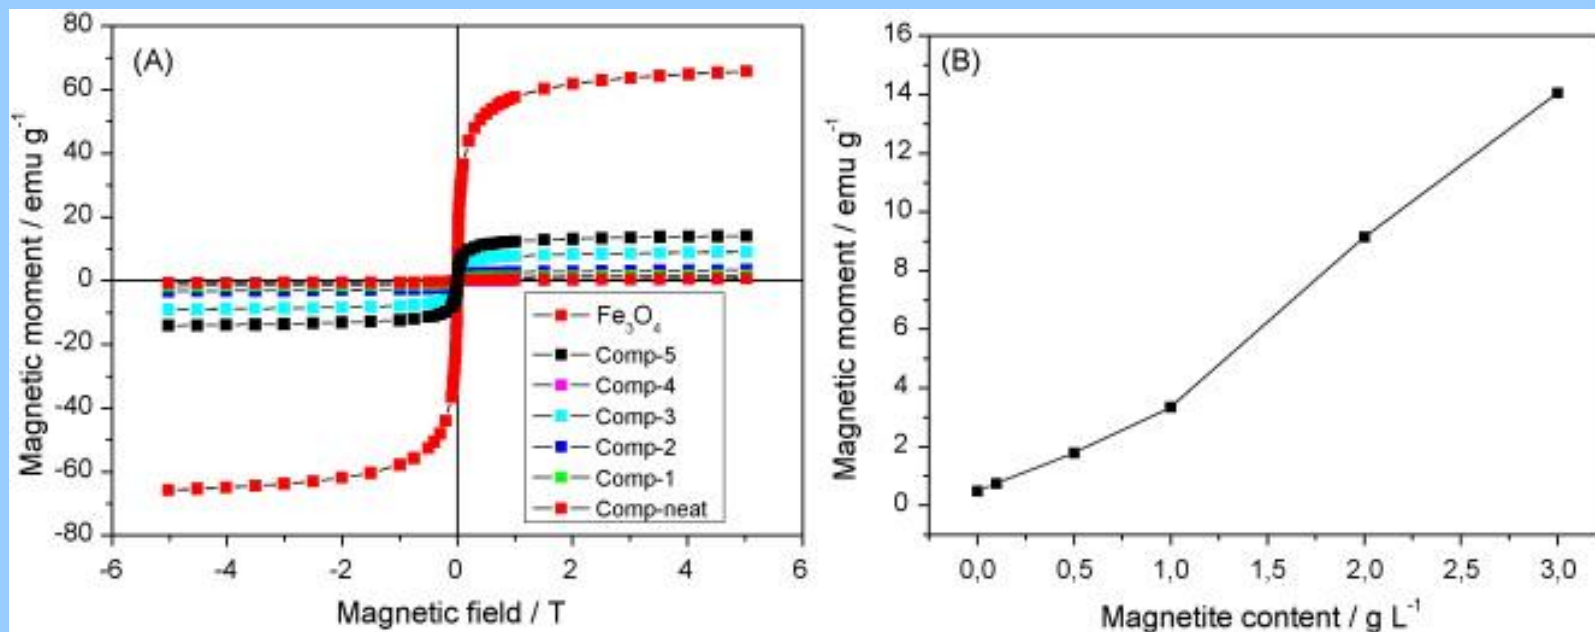 (A)
Magnetic moment / emu g⁻¹
80
60
40
20
0
-20
-40
-60
-80
-6
-4
-2
0
2
4
6
Magnetic field / T
Fe₃O₄
Comp-5
Comp-4
Comp-3
Comp-2
Comp-1
Comp-neat
(B)
Magnetic moment / emu g⁻¹
16
14
12
10
8
6
4
2
0
0,0
0,5
1,0
1,5
2,0
2,5
3,0
Magnetite content / g L⁻¹